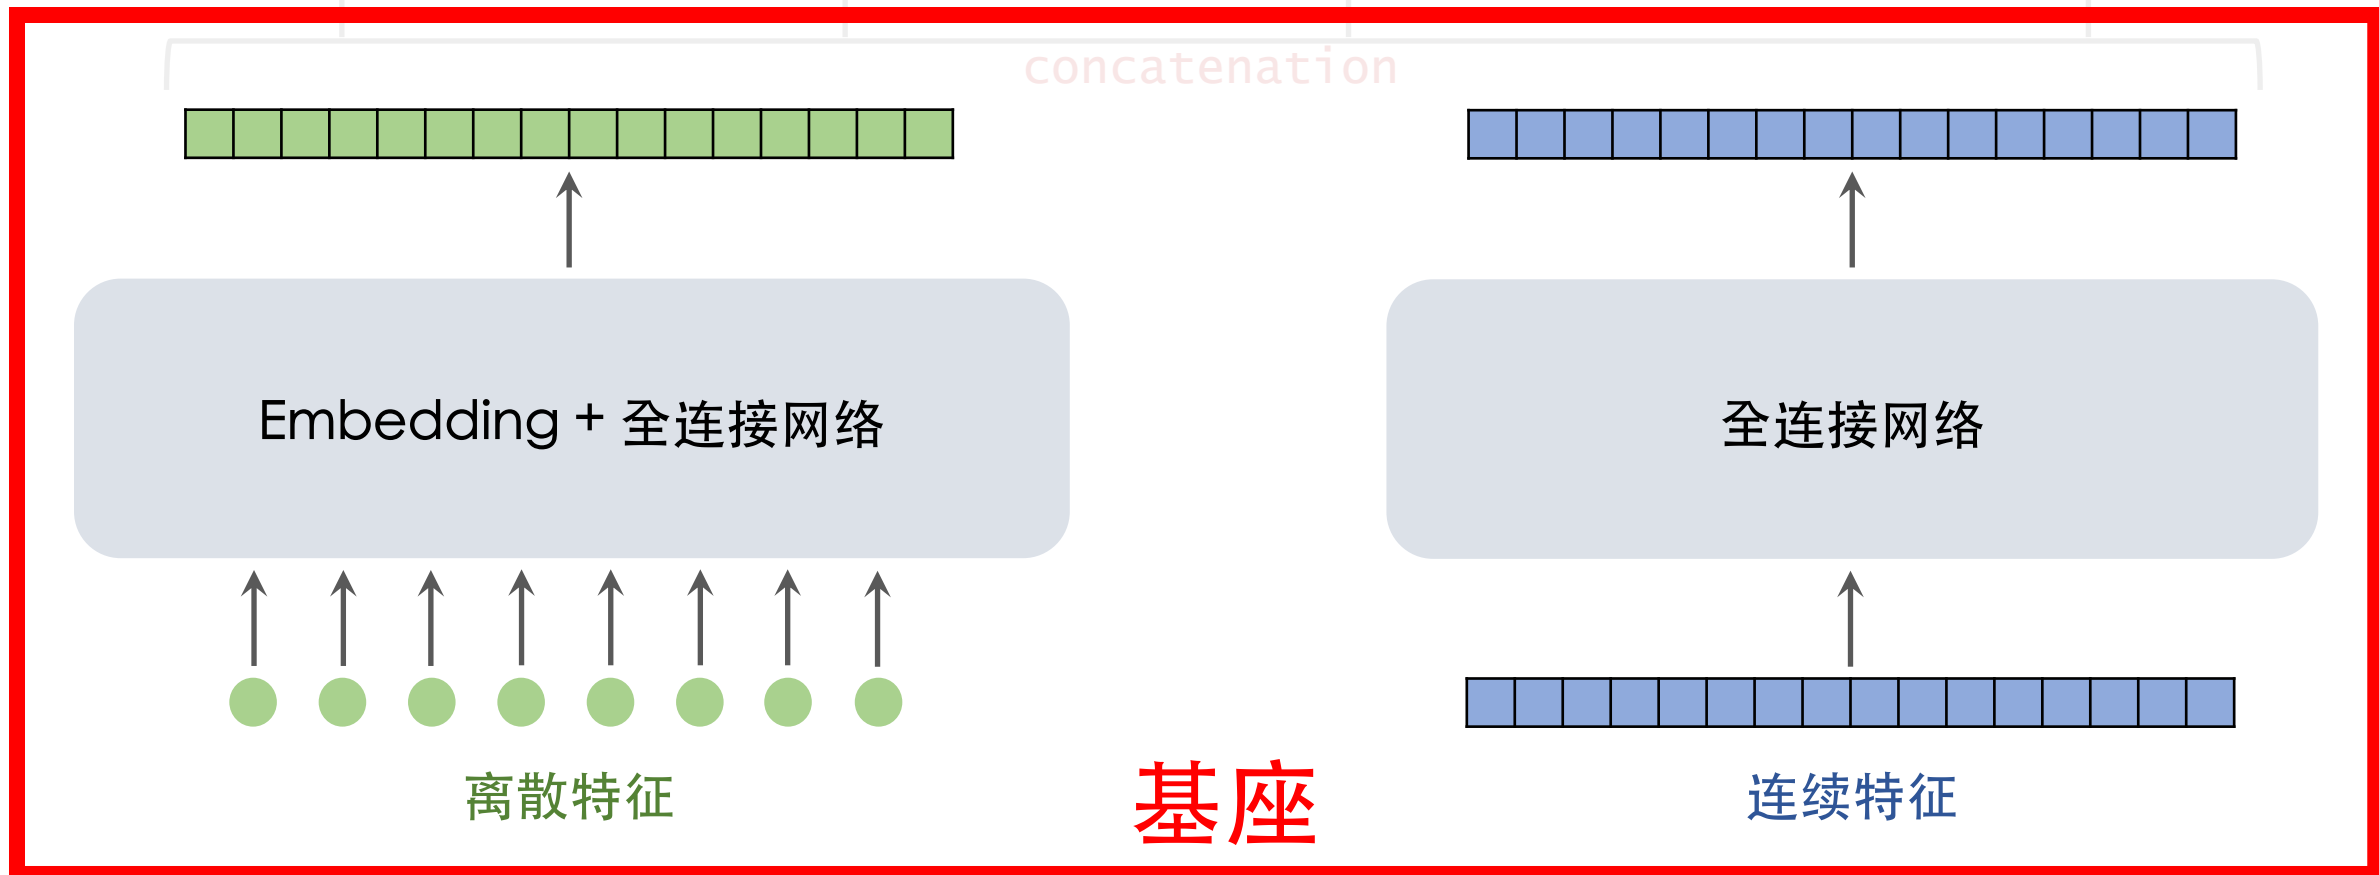 concatenation
Embedding + 全连接网络
全连接网络
离散特征
基座
连续特征